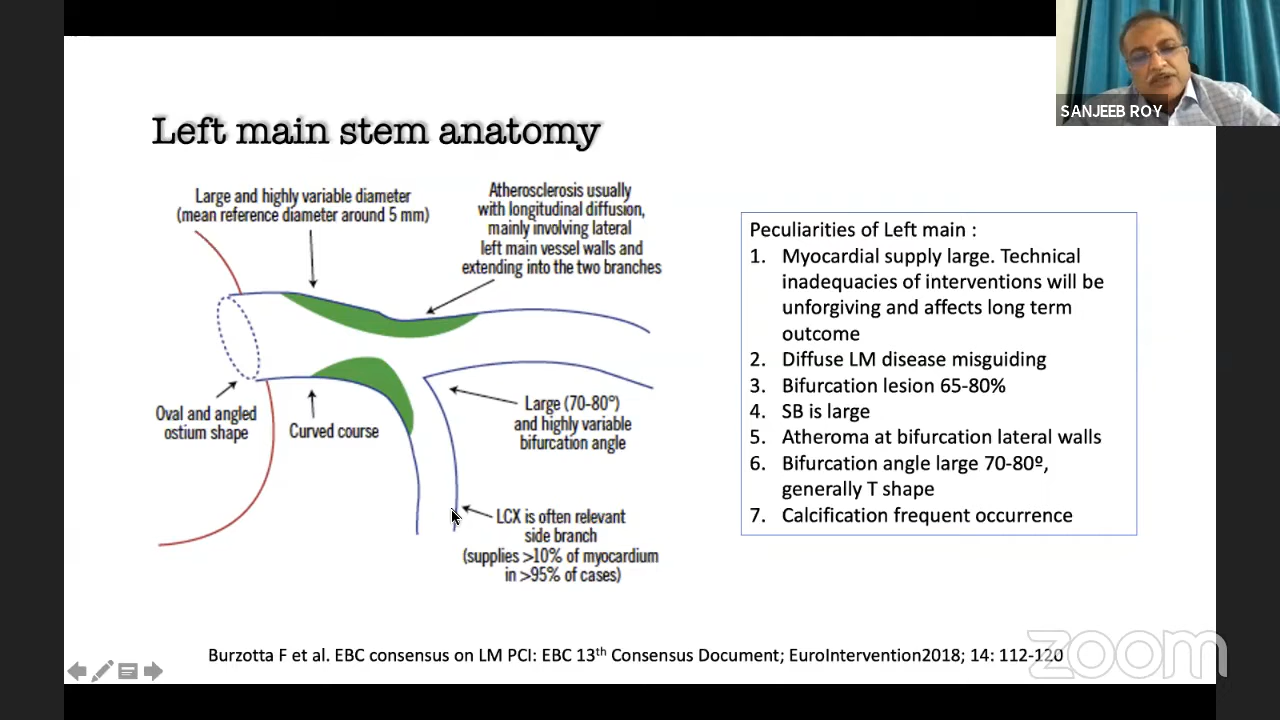 SANJEEB ROY
Left main stem anatomy
Large and highly variable diameter
(mean reference diameter around 5 mm)
Atherosclerosis usually
with longitudinal diffusion,
mainly involving lateral
left main vessel walls and
extending into the two branches
Oval and angled
ostium shape
Curved course
Large (70-80°)
and highly variable
bifurcation angle
LCX is often relevant
side branch
(supplies >10% of myocardium
in >95% of cases)
Peculiarities of Left main :
1. Myocardial supply large. Technical
inadequacies of interventions will be
unforgiving and affects long term
outcome
2. Diffuse LM disease misguiding
3. Bifurcation lesion 65-80%
4. SB is large
5. Atheroma at bifurcation lateral walls
6. Bifurcation angle large 70-80º,
generally T shape
7. Calcification frequent occurrence
Burzotta F et al. EBC consensus on LM PCI: EBC 13th Consensus Document; EuroIntervention2018; 14: 112-120
zoom